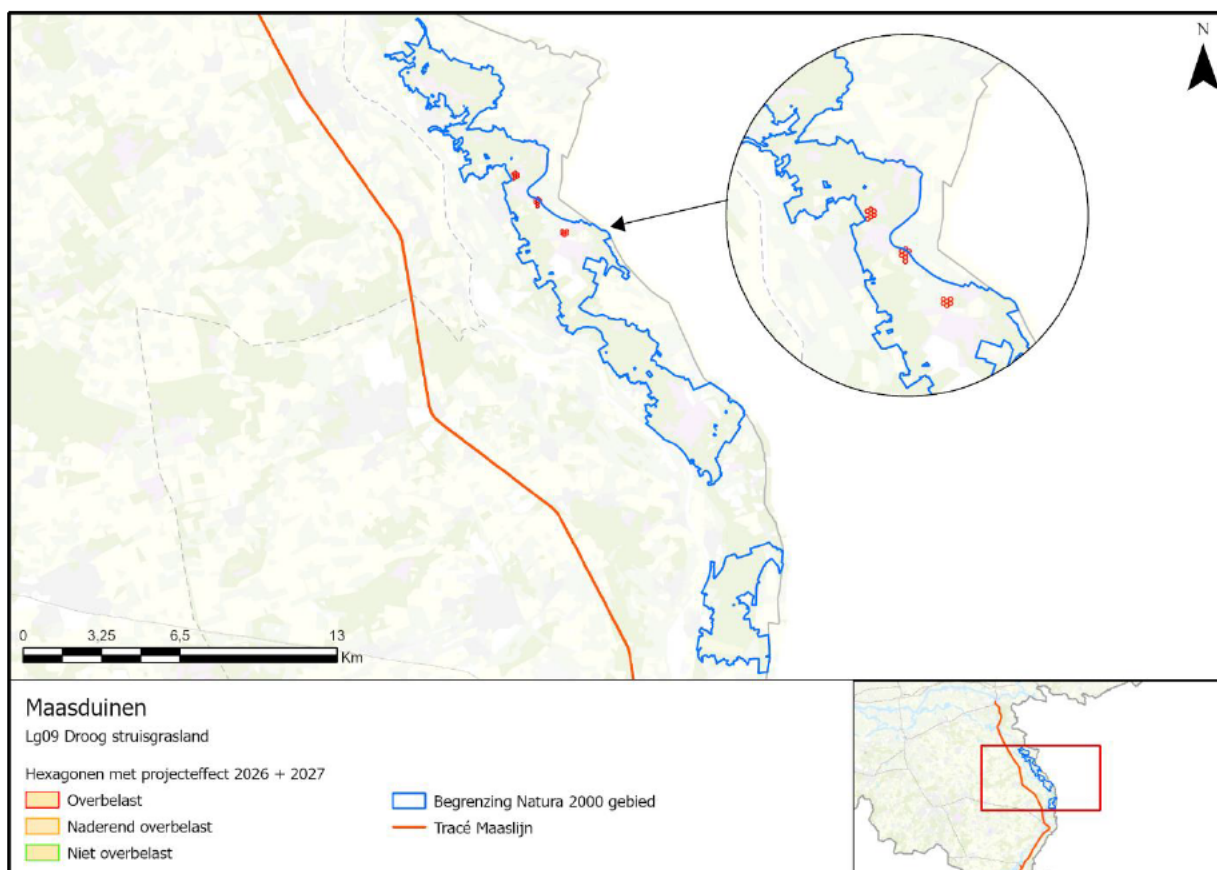 N
0
3,25
6,5
13
Km
Maasduinen
Lg09 Droog struisgrasland
Hexagonen met projecteffect 2026 + 2027
Overbelast
Naderend overbelast
Niet overbelast
Begrenzing Natura 2000 gebied
Tracé Maaslijn